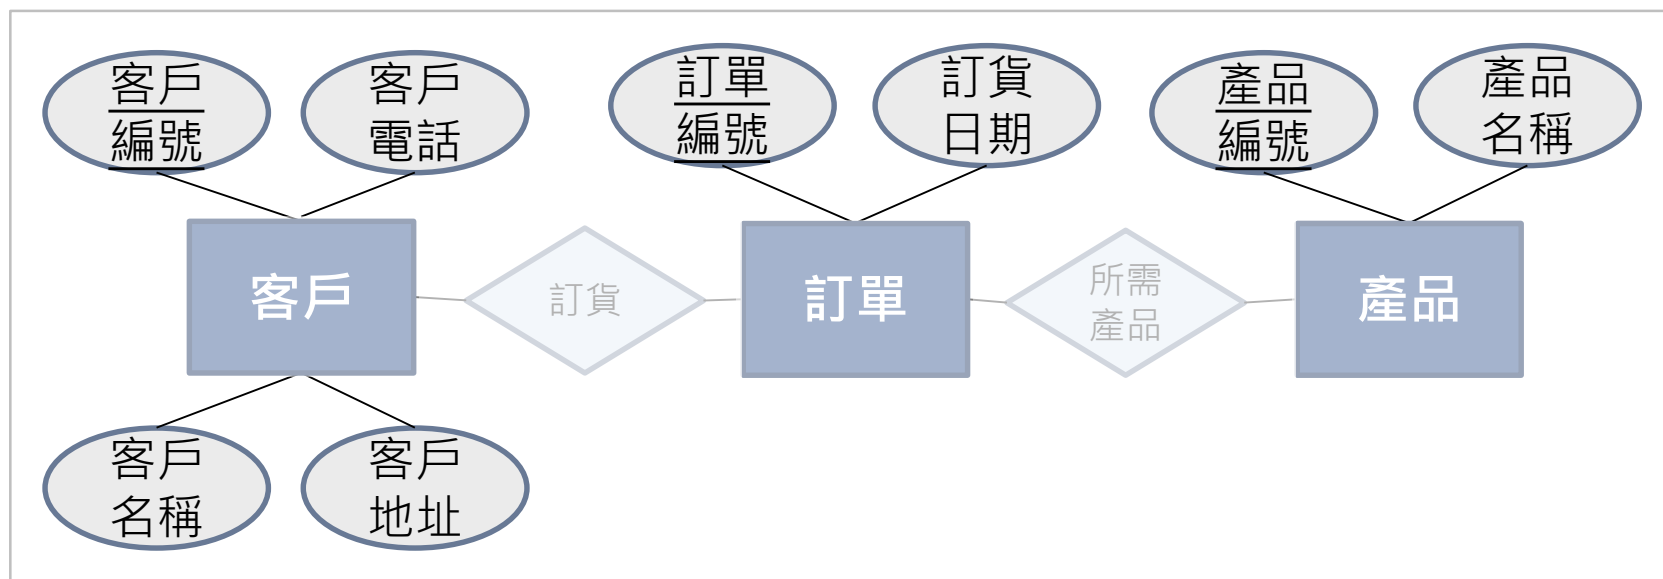 客戶
編號
客戶
電話
訂單
編號
訂貨
日期
產品
編號
產品
名稱
客戶
訂貨
訂單
所需
產品
產品
客戶
名稱
客戶
地址